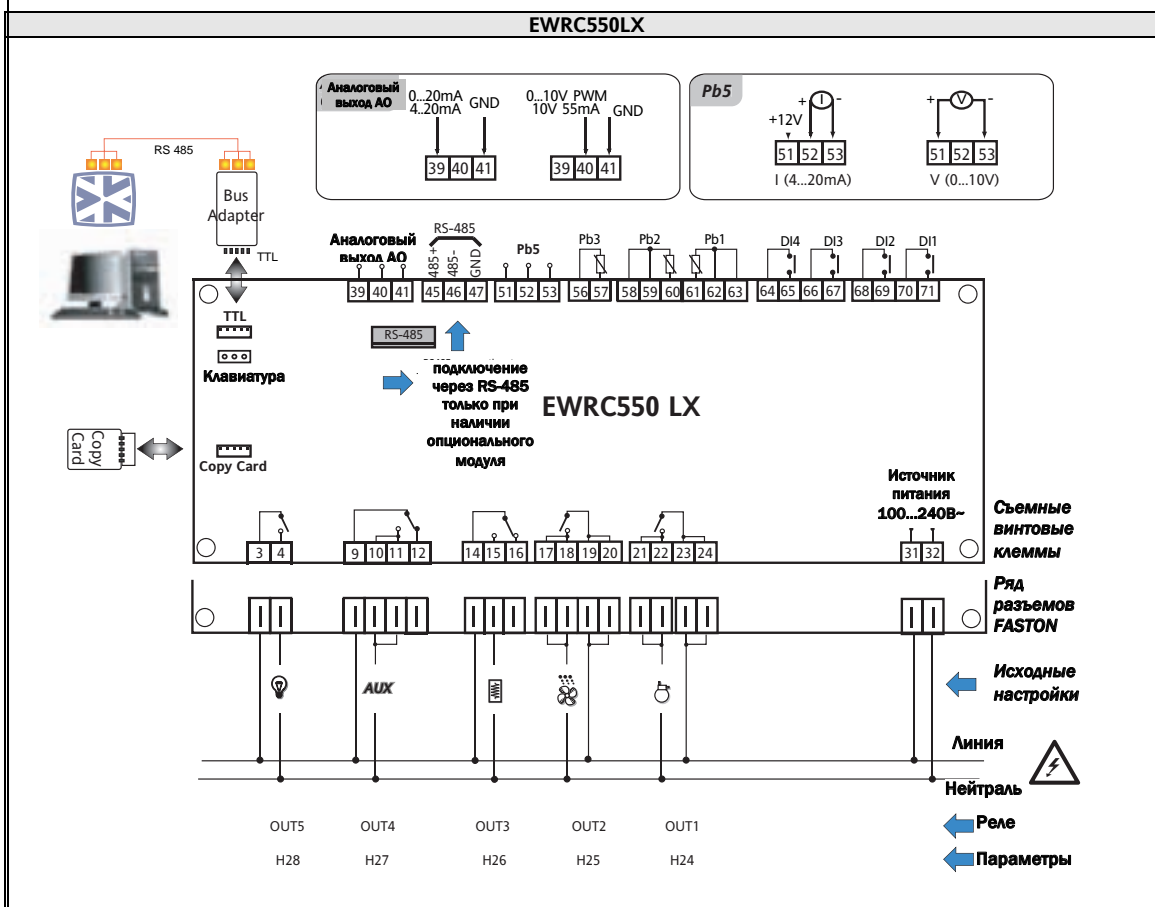 EWRC550LX
Аналоговый
выход АО
0...20mA
4..20mA
GND
0...10V PWM
10V 55mA
GND
39 40 41
39 40 41
Pb5
+ I -
+12V
51 52 53
I (4...20mA)
+ V -
51 52 53
V (0...10V)
RS 485
Bus
Adapter
TTL
Аналоговый
выход АО
RS-485
485+
485-
GND
Pb5
Pb3
Pb2
Pb1
DI4
DI3
DI2
DI1
39 40 41
45 46 47
51 52 53
56 57
58 59 60 61 62 63
64 65 66 67
68 69 70 71
TTL
Клавиатура
RS-485
подключение
через RS-485
только при
наличии
опционального
модуля
EWRC550 LX
Copy
Card
Copy Card
Источник
питания
100...240В~
Съемные
винтовые
клеммы
3 4
9 10 11 12
14 15 16
17 18 19 20
21 22 23 24
31 32
Ряд
разъемов
FASTON
AUX
Исходные
настройки
Линия
Нейтраль
OUT5 OUT4 OUT3 OUT2 OUT1
Реле
H28 H27 H26 H25 H24
Параметры